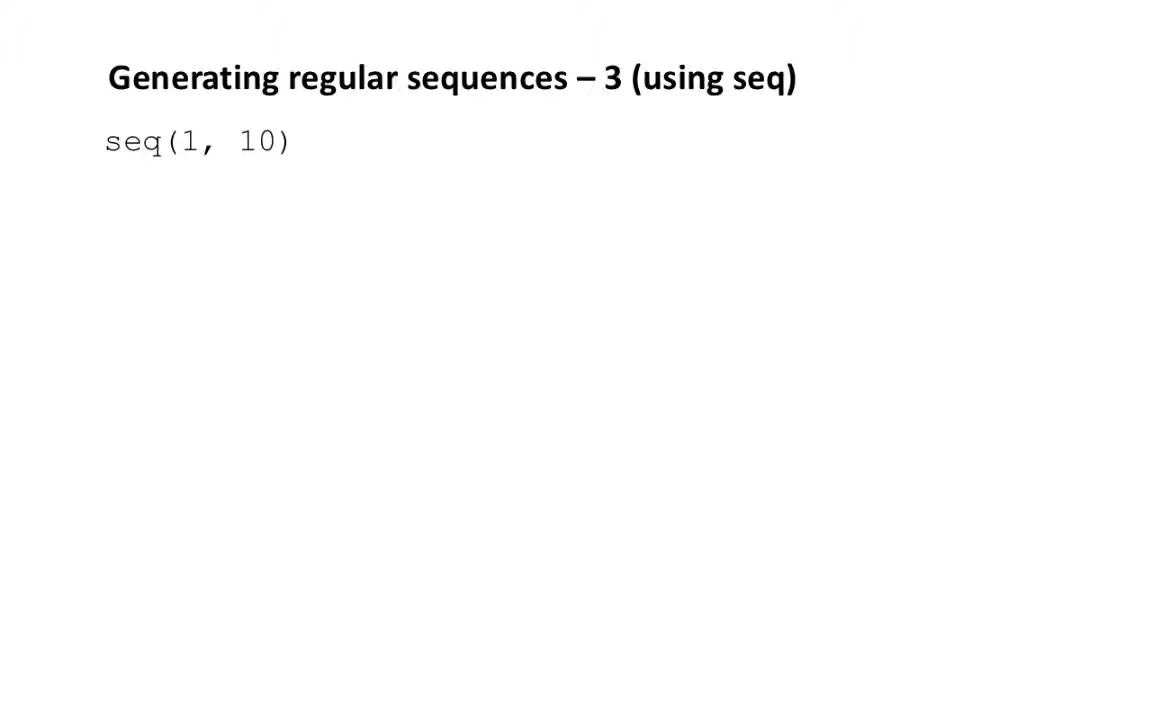 Generating regular sequences – 3 (using seq)
seq(1, 10)